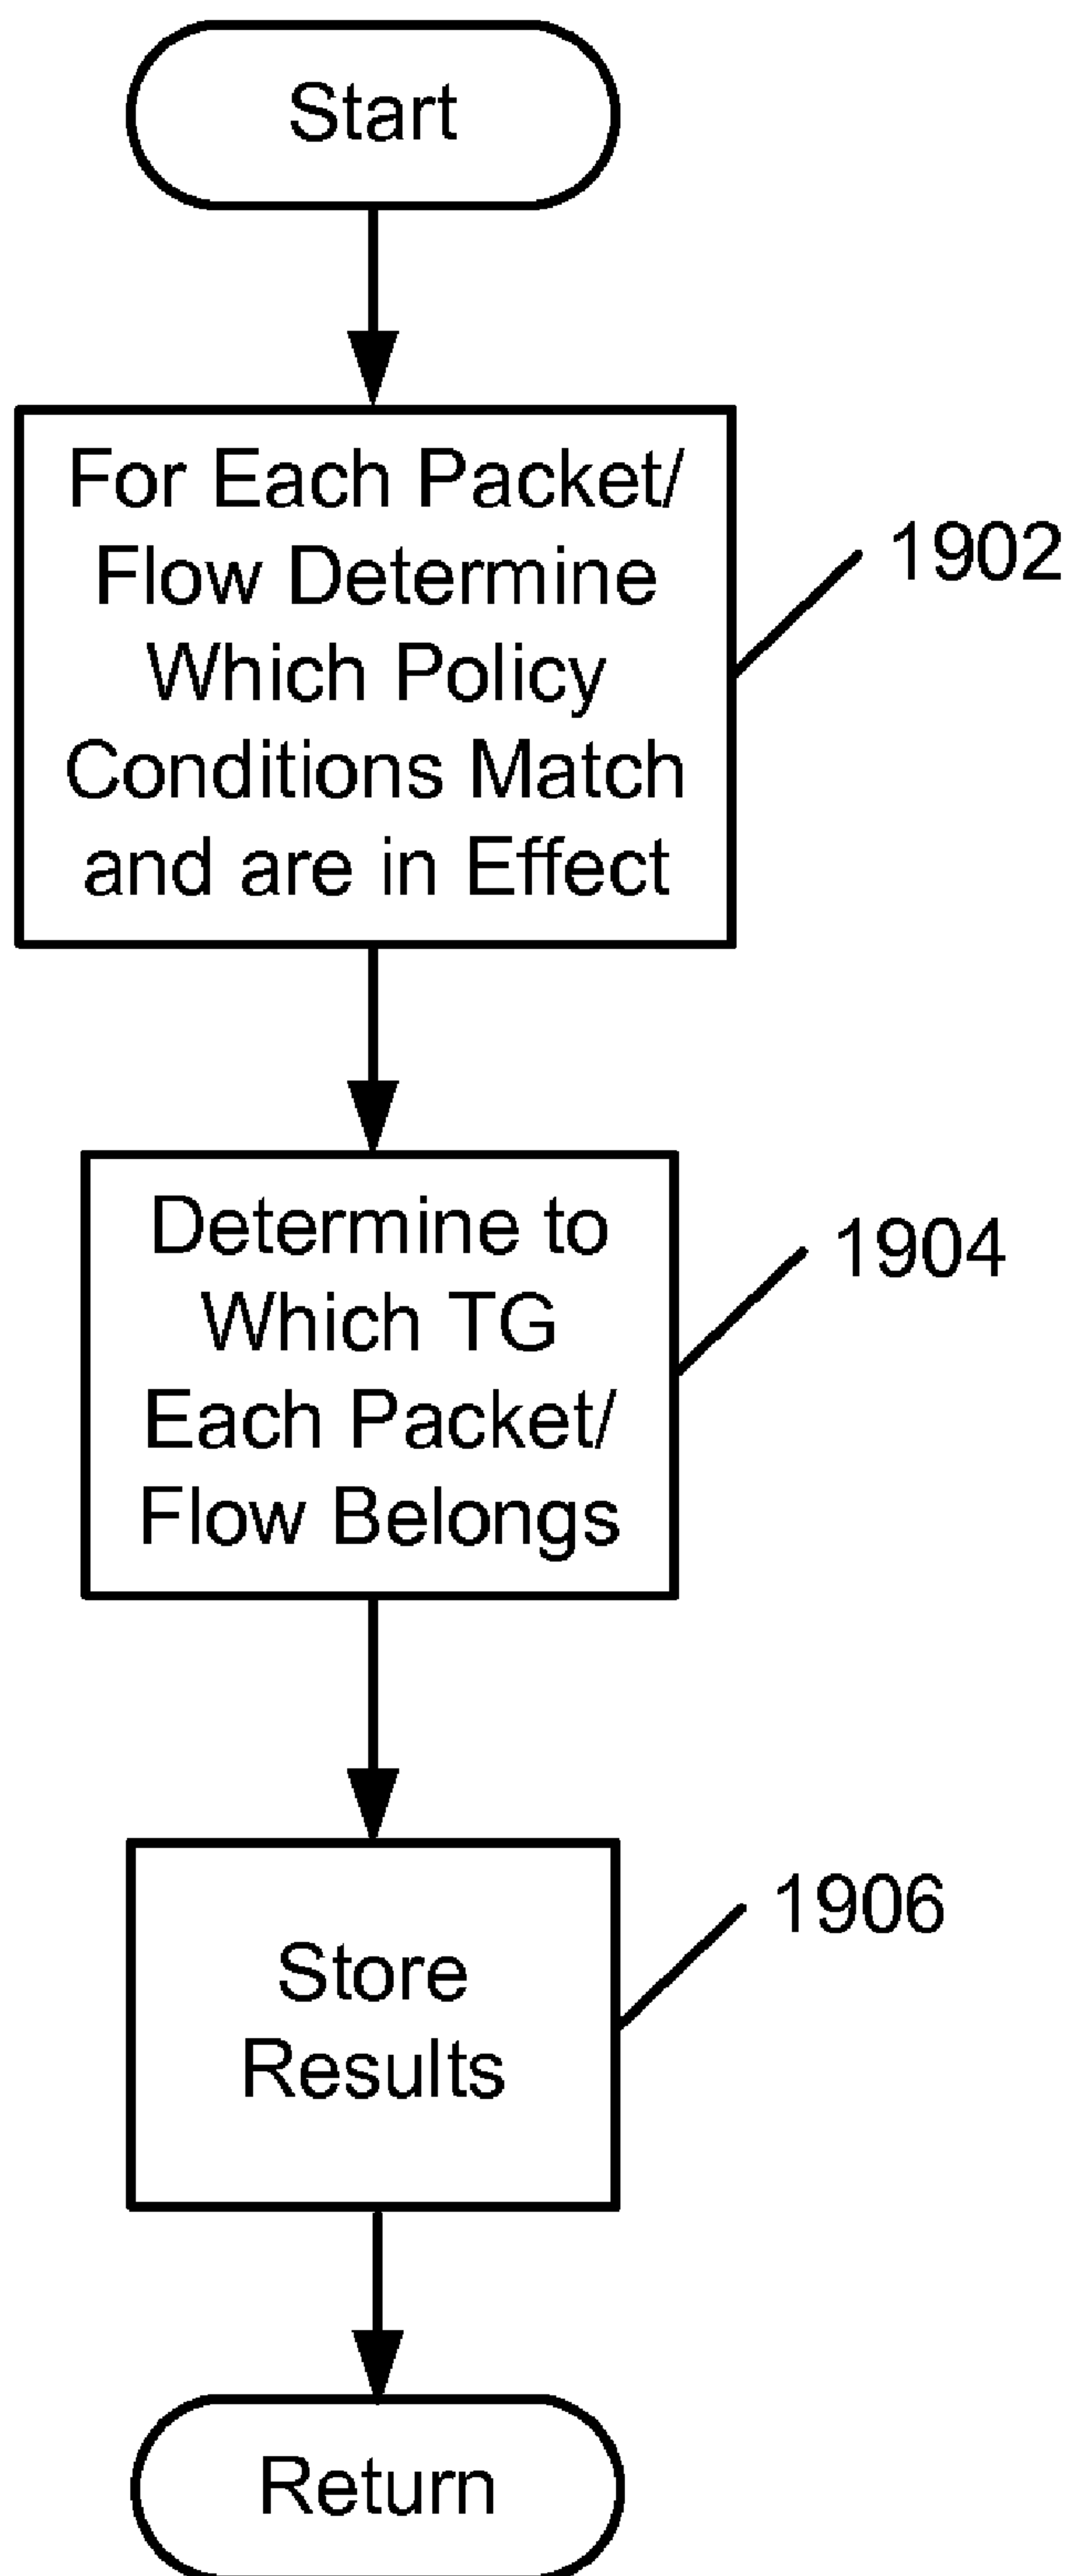 Start
For Each Packet/
Flow Determine
Which Policy
Conditions Match
and are in Effect
1902
Determine to
Which TG
Each Packet/
Flow Belongs
1904
Store
Results
1906
Return